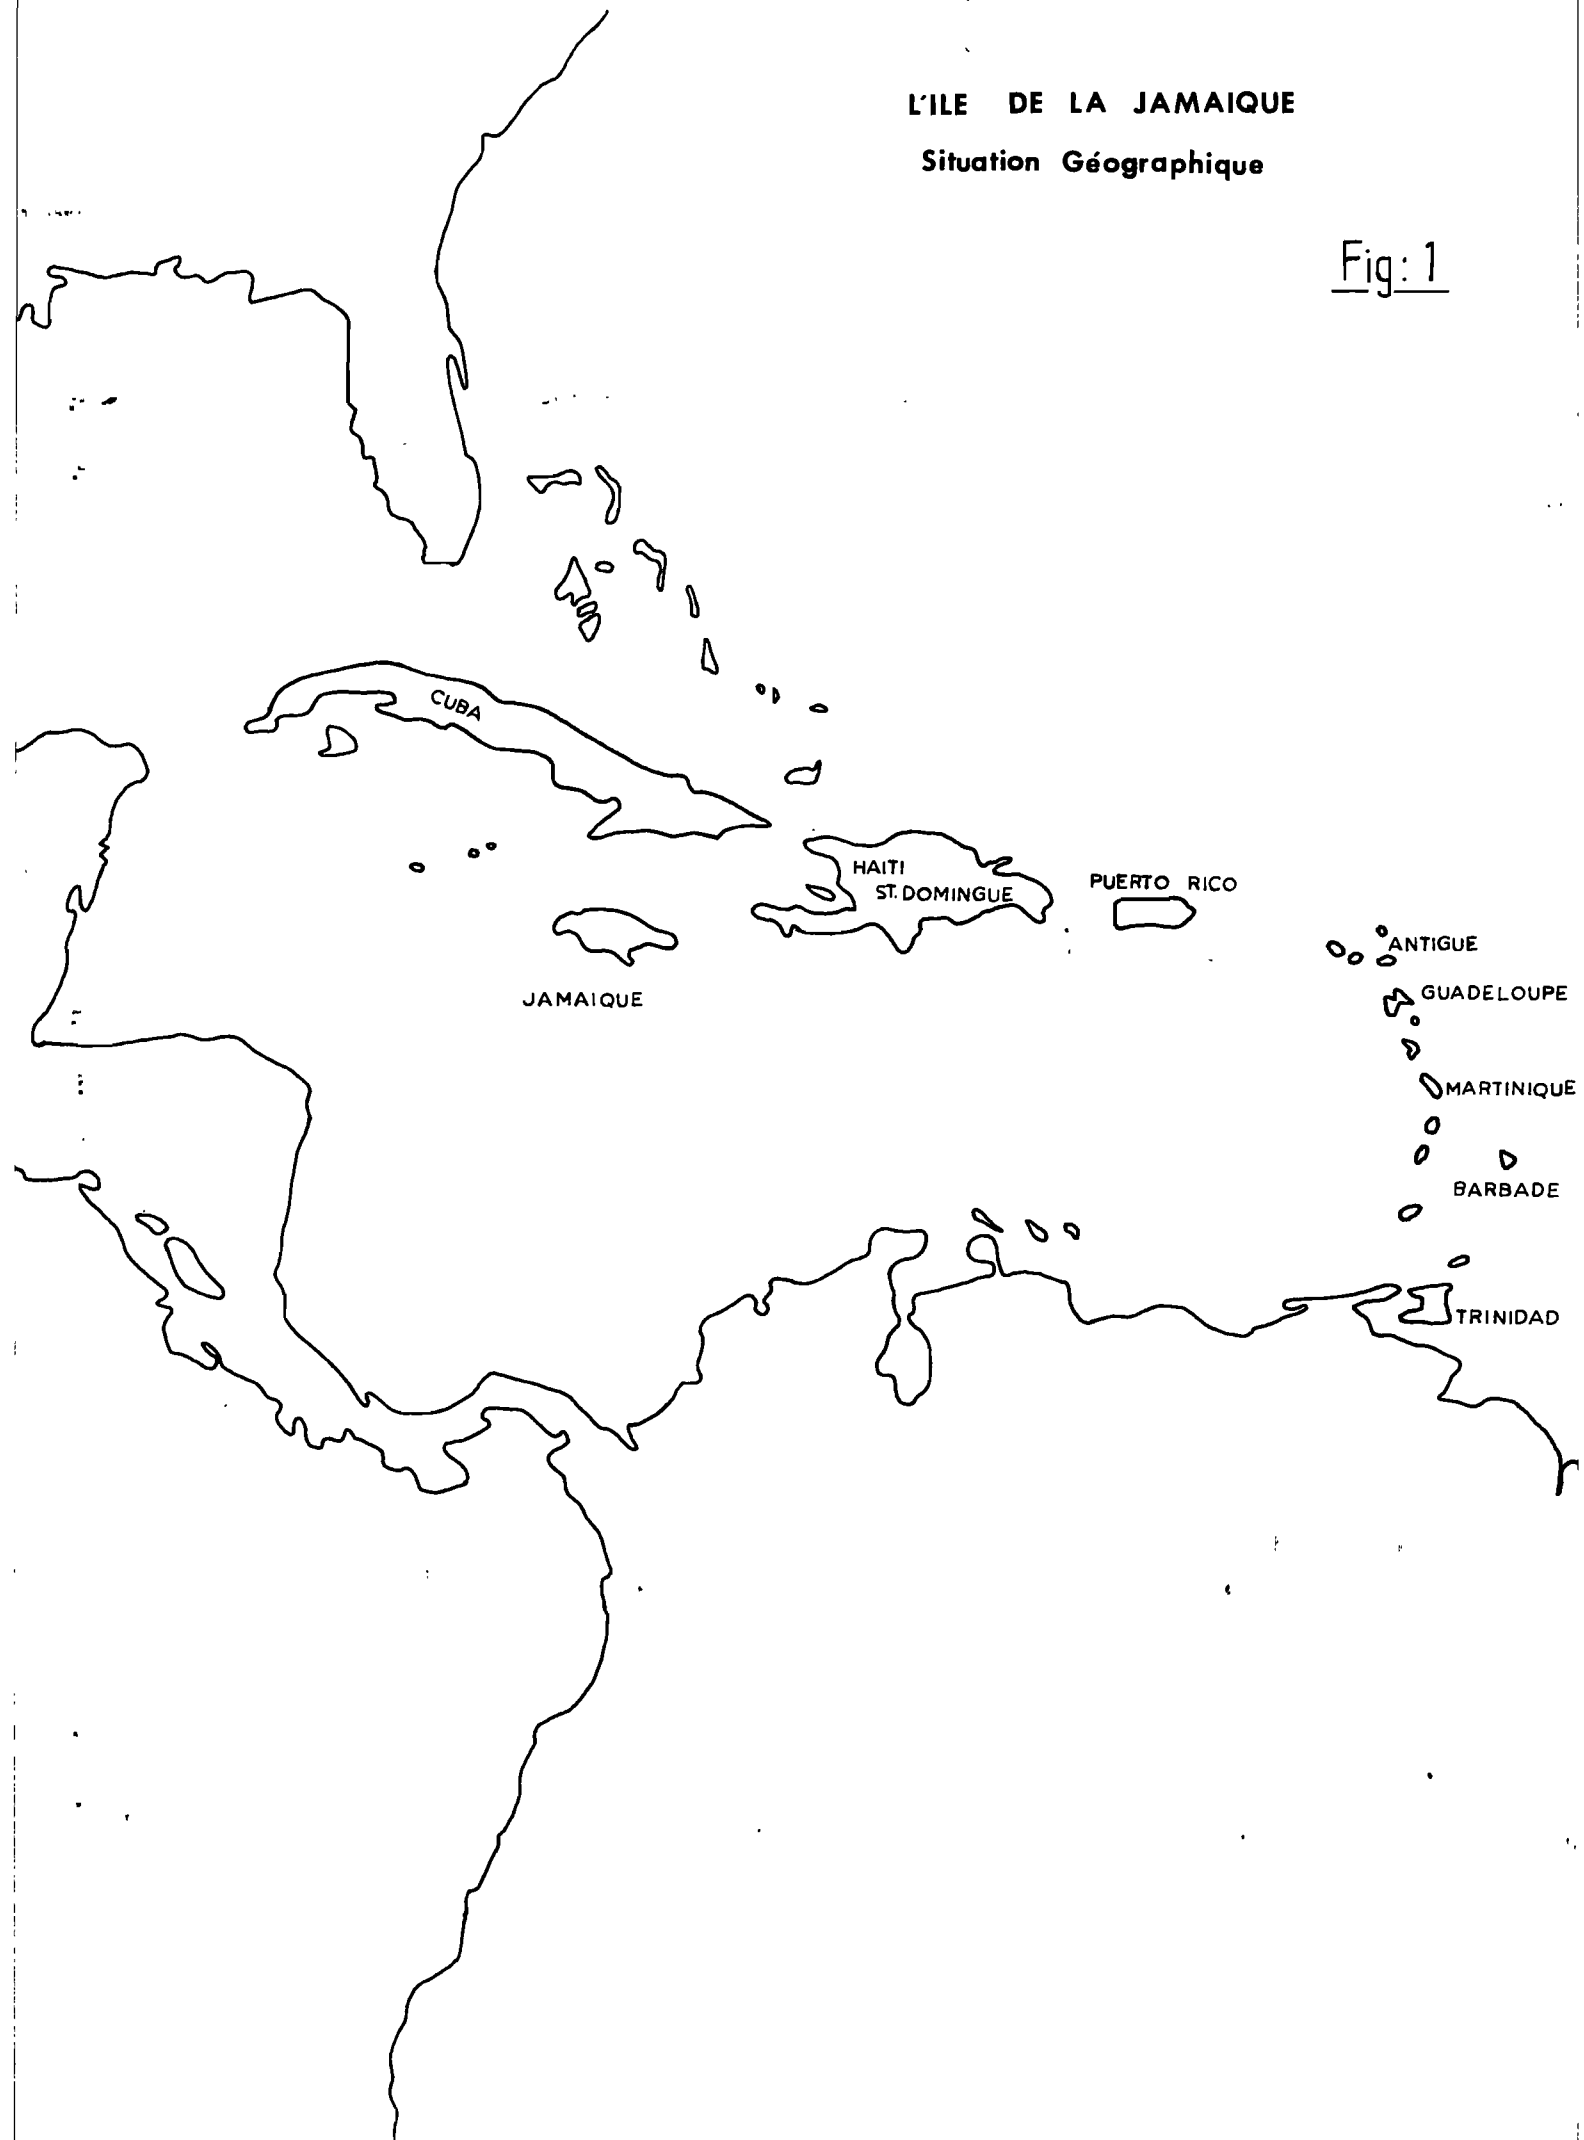 L'ILE DE LA JAMAIQUE
Situation Géographique
Fig: 1
CUBA
HAITI
ST. DOMINGUE
PUERTO RICO
JAMAIQUE
ANTIGUE
GUADELOUPE
MARTINIQUE
BARBADE
TRINIDAD